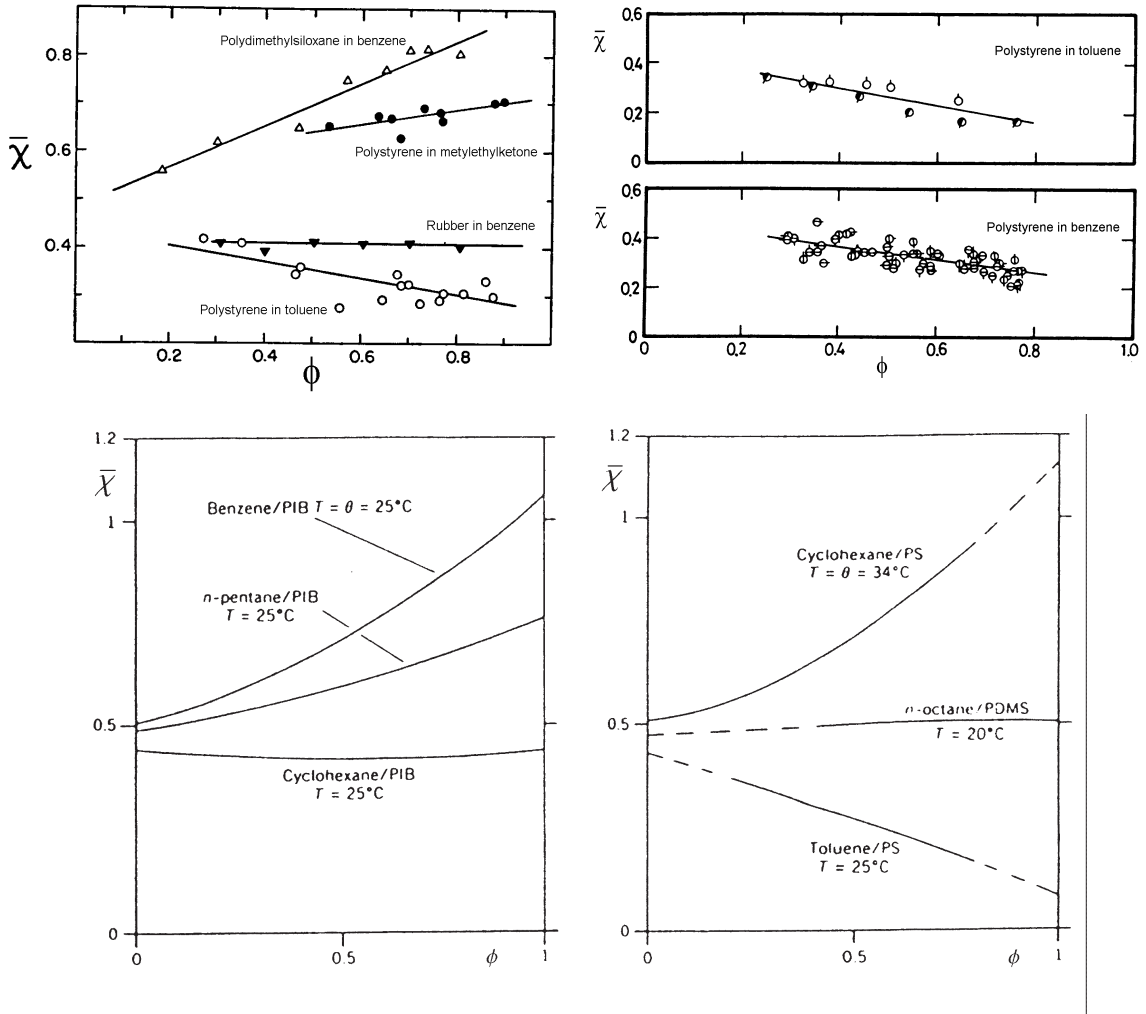 Polydimethylsiloxane in benzene
0.8
χ̄
0.6
Polystyrene in metylethylketone
Rubber in benzene
0.4
Polystyrene in toluene
0.2 0.4 0.6 0.8
ϕ
0.6
χ̄
Polystyrene in toluene
0.4
0.2
0
0.6
χ̄
Polystyrene in benzene
0.4
0,2
0
0 0,2 0.4 0.6 0.8 1.0
ϕ
1.2
χ̄
Benzene/PIB T = θ = 25°C
1
n-pentane/PIB
T = 25°C
0.5
Cyclohexane/PIB
T = 25°C
0
0 0.5 ϕ 1
1.2
χ̄
1
Cyclohexane/PS
T = θ = 34°C
n-octane/PDMS
0.5
T = 20°C
Toluene/PS
T = 25°C
0
0 0.5 ϕ 1